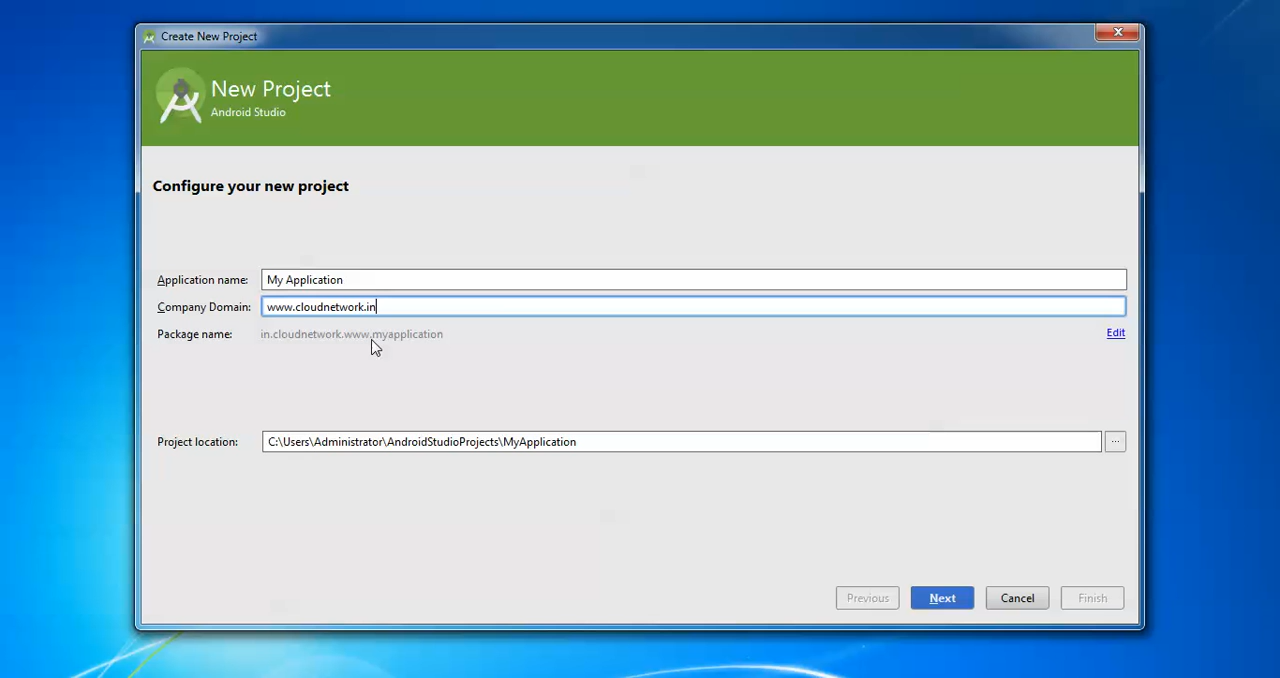 Create New Project
New Project
Android Studio
Configure your new project
Application name: My Application
Company Domain: www.cloudnetwork.in
Package name: in.cloudnetwork.www.myapplication Edit
Project location: C:\Users\Administrator\AndroidStudioProjects\MyApplication ...
Previous Next Cancel Finish